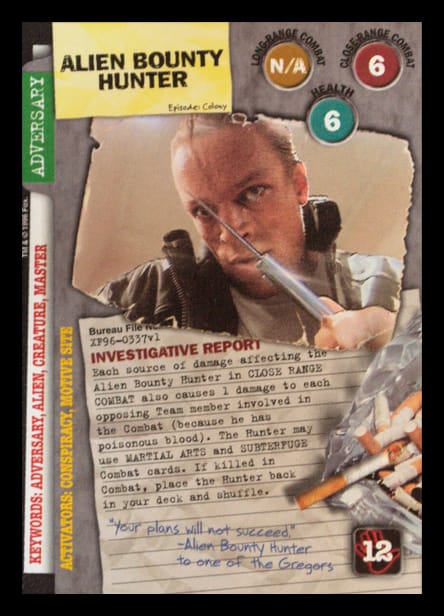 ALIEN BOUNTY
HUNTER
Episode: Colony
LONG-RANGE COMBAT
N/A
CLOSE-RANGE COMBAT
6
HEALTH
6
ADVERSARY
TM & © 1996 Fox.
KEYWORDS: ADVERSARY, ALIEN, CREATURE, MASTER
ACTIVATORS: CONSPIRACY, MOTIVE SITE
Bureau File
XF96-0337v1
INVESTIGATIVE REPORT
Each source of damage affecting the
Alien Bounty Hunter in CLOSE RANGE
COMBAT also causes 1 damage to each
opposing Team member involved in
the Combat (because he has
poisonous blood). The Hunter may
use MARTIAL ARTS and SUBTERFUGE
Combat cards. If killed in
Combat, place the Hunter back
in your deck and shuffle.
"Your plans will not succeed."
-Alien Bounty Hunter
to one of the Gregors
12